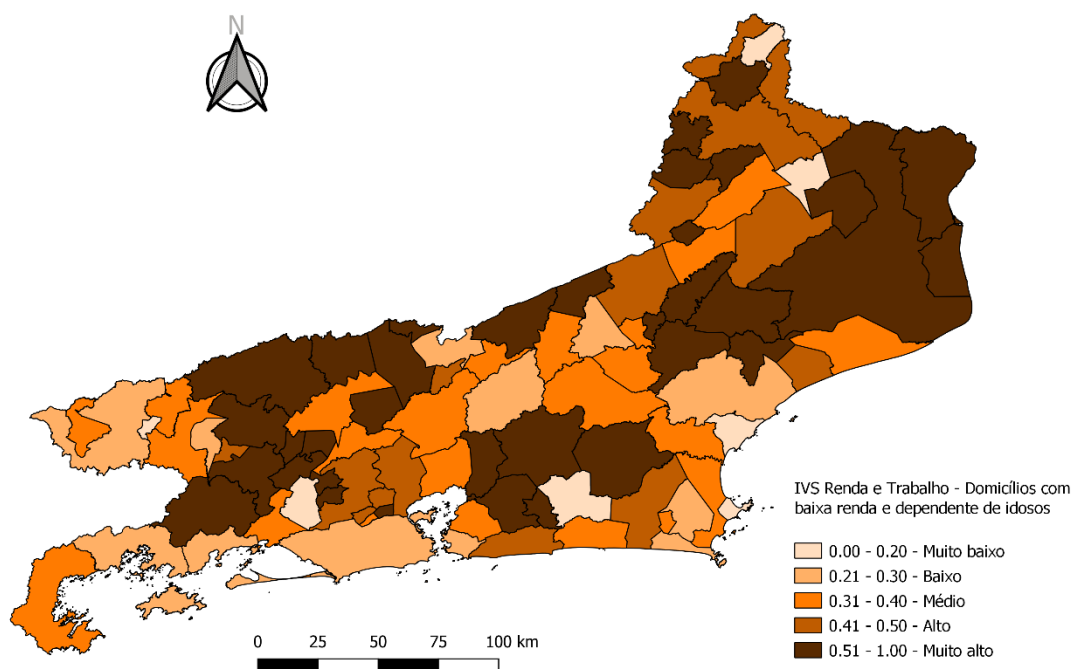 N
IVS Renda e Trabalho - Domicílios com
baixa renda e dependente de idosos
0.00 - 0.20 - Muito baixo
0.21 - 0.30 - Baixo
0.31 - 0.40 - Médio
0.41 - 0.50 - Alto
0.51 - 1.00 - Muito alto
0 25 50 75 100 km